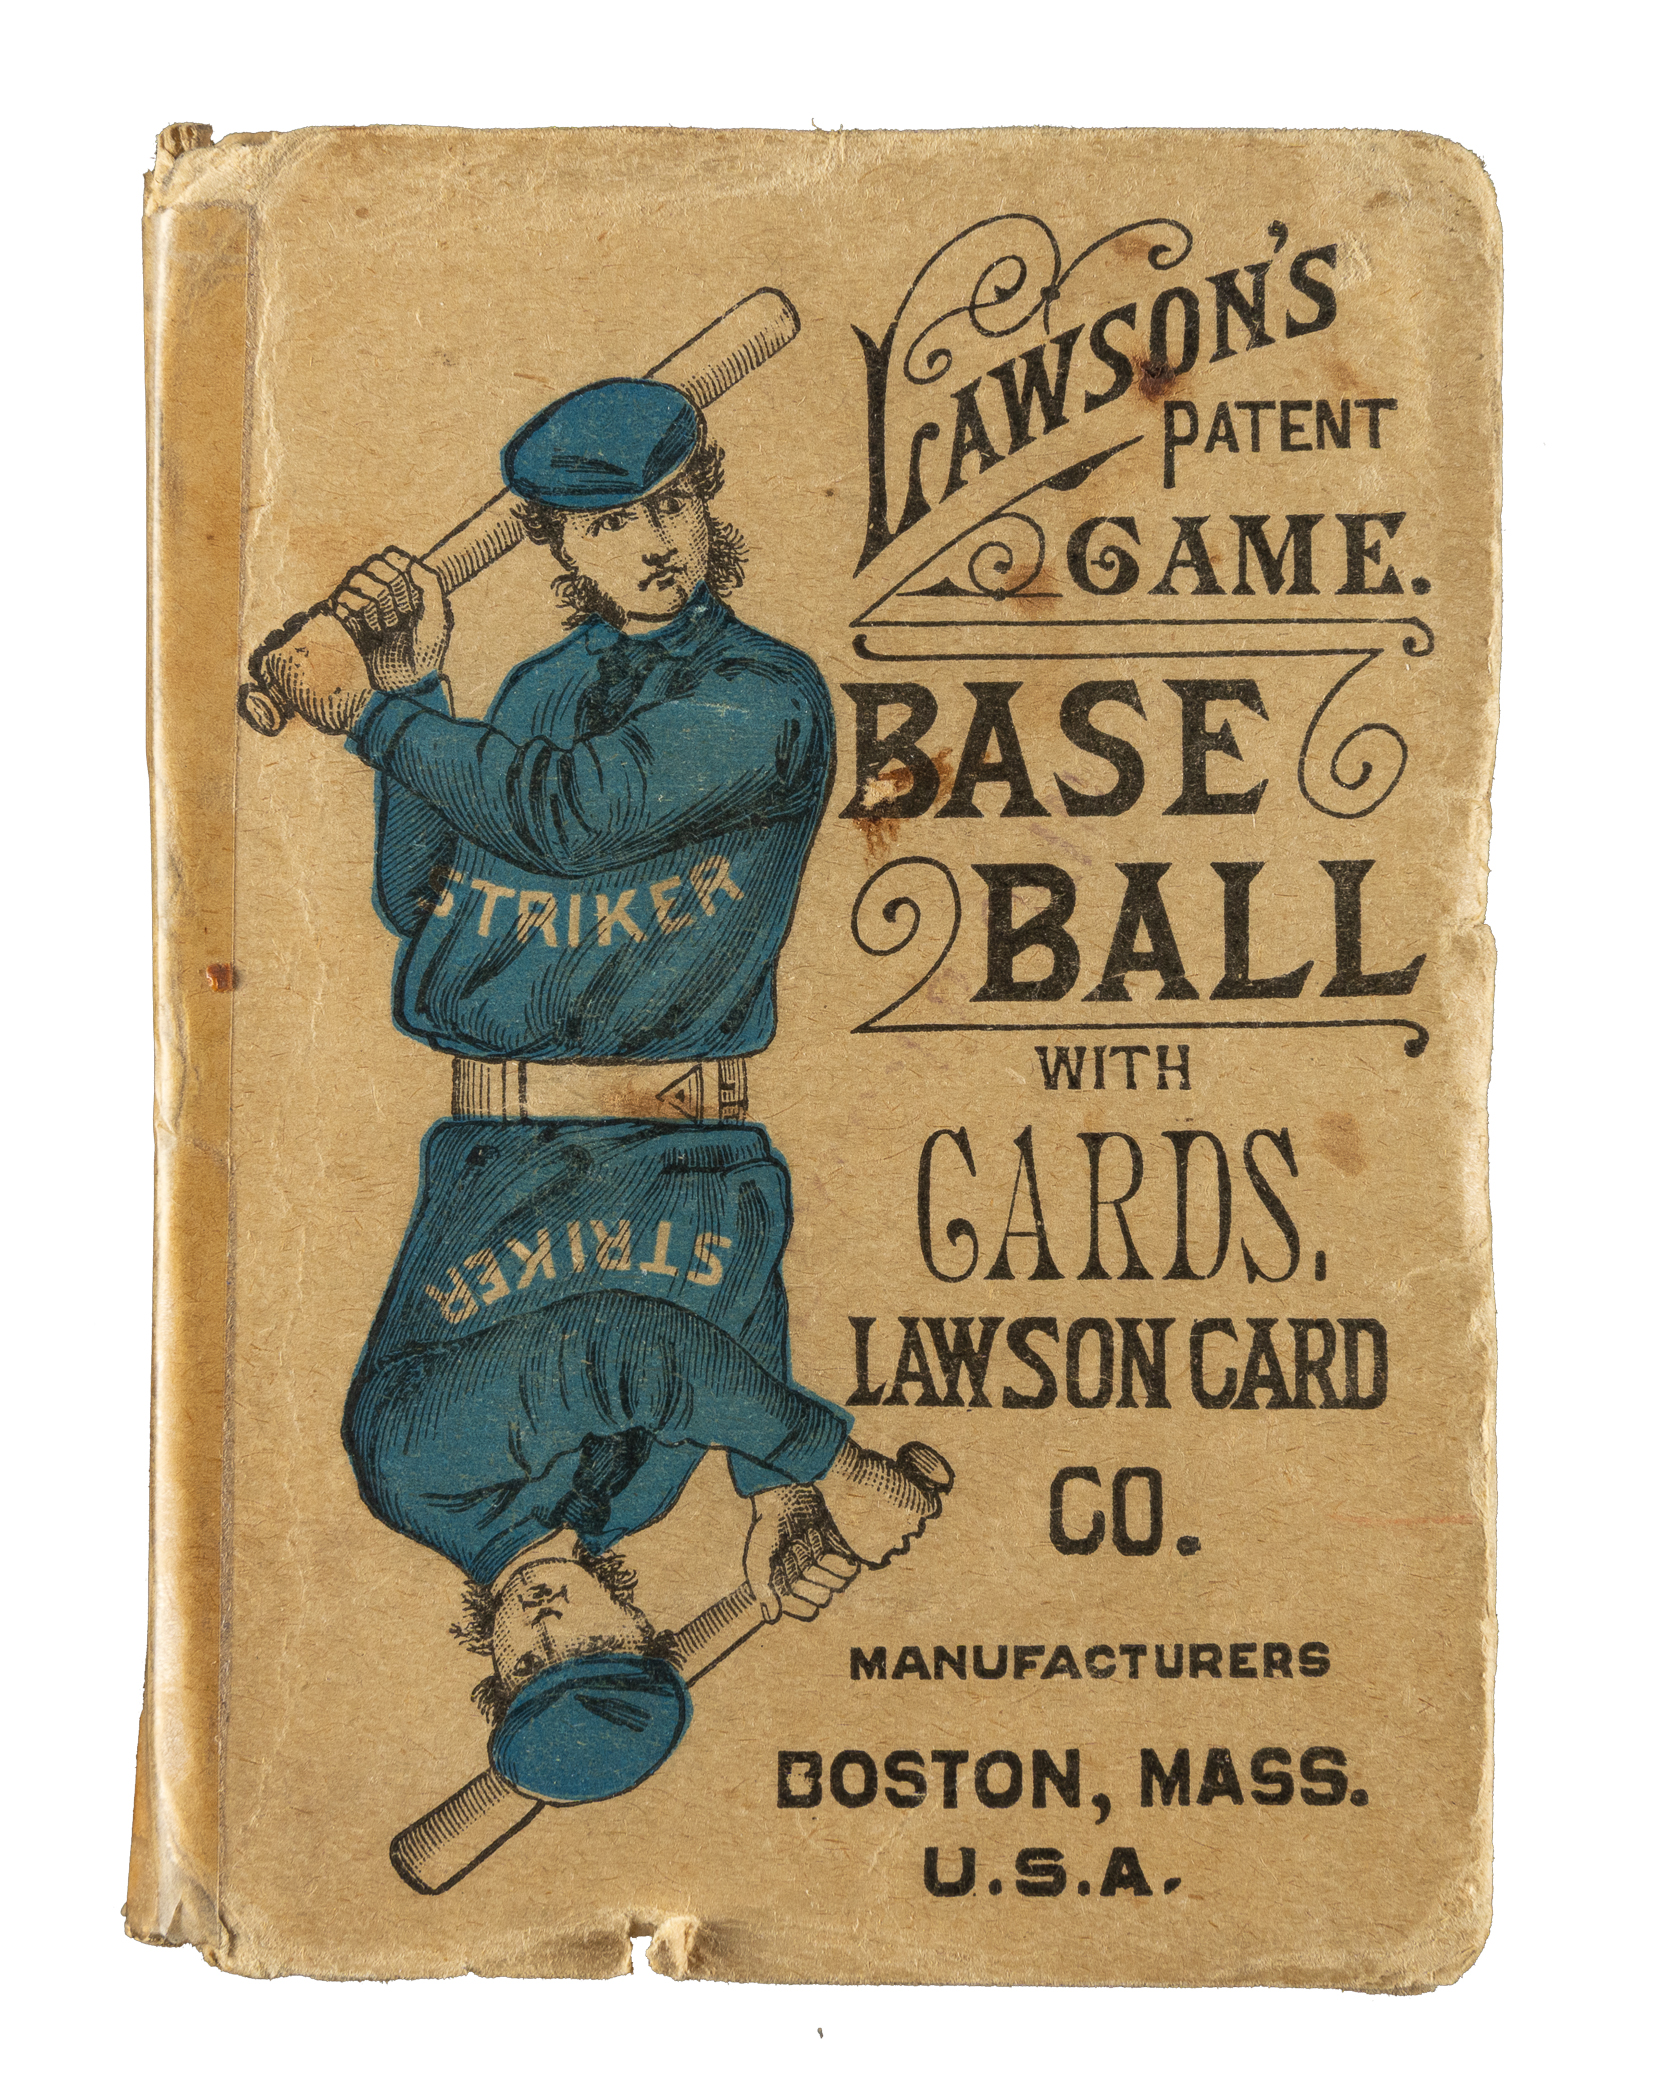 LAWSON'S
PATENT
GAME.
BASE
BALL
WITH
CARDS.
LAWSON CARD
CO.
MANUFACTURERS
BOSTON, MASS.
U.S.A.
STRIKER
STRIKER